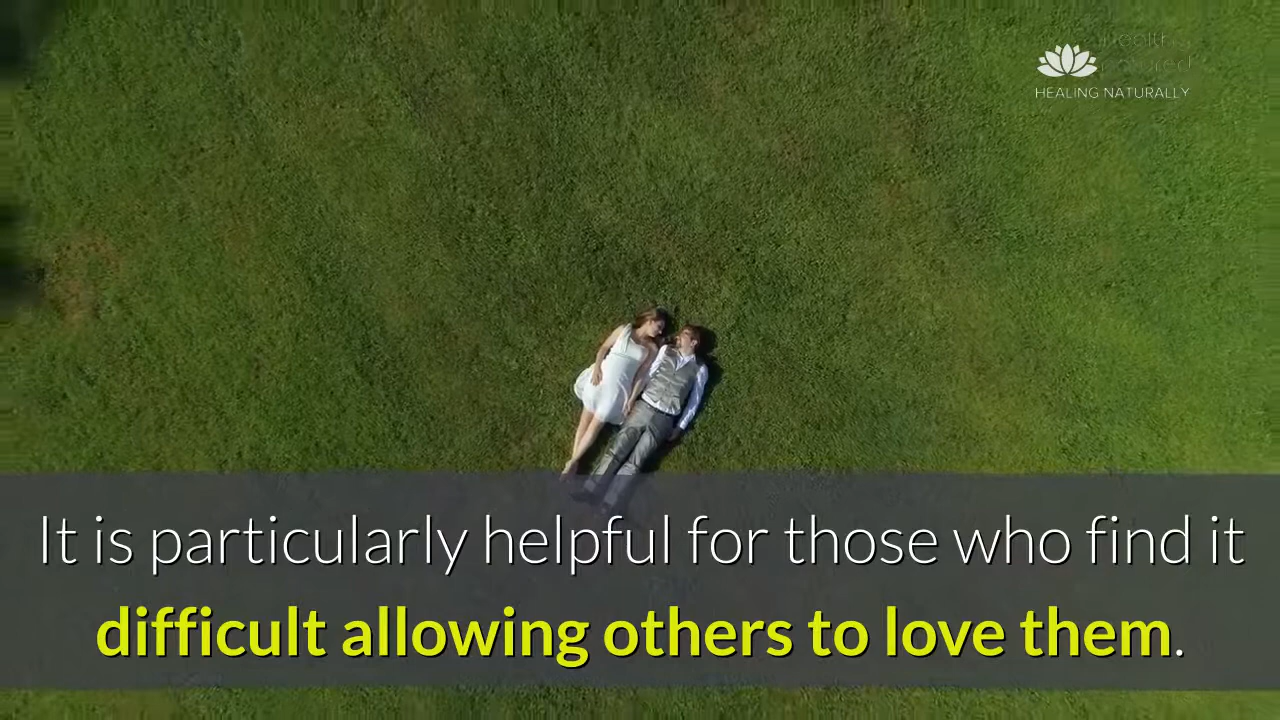 HEALING NATURALLY
It is particularly helpful for those who find it
difficult allowing others to love them.